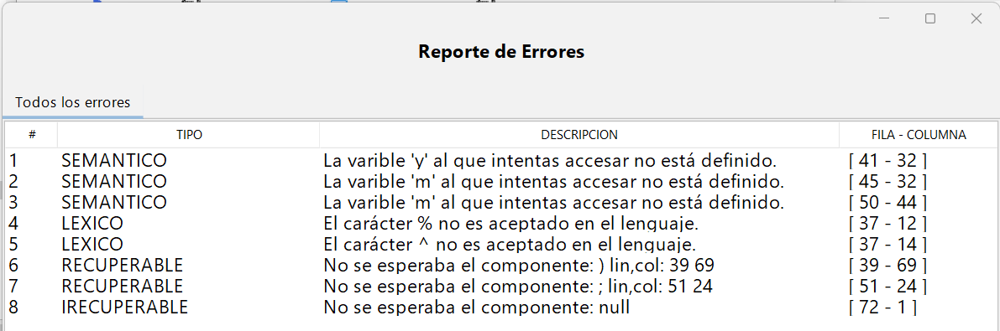 Reporte de Errores
Todos los errores
# TIPO DESCRIPCION FILA - COLUMNA
1 SEMANTICO La varible 'y' al que intentas accesar no está definido. [ 41 - 32 ]
2 SEMANTICO La varible 'm' al que intentas accesar no está definido. [ 45 - 32 ]
3 SEMANTICO La varible 'm' al que intentas accesar no está definido. [ 50 - 44 ]
4 LEXICO El carácter % no es aceptado en el lenguaje. [ 37 - 12 ]
5 LEXICO El carácter ^ no es aceptado en el lenguaje. [ 37 - 14 ]
6 RECUPERABLE No se esperaba el componente: ) lin,col: 39 69 [ 39 - 69 ]
7 RECUPERABLE No se esperaba el componente: ; lin,col: 51 24 [ 51 - 24 ]
8 IRECUPERABLE No se esperaba el componente: null [ 72 - 1 ]